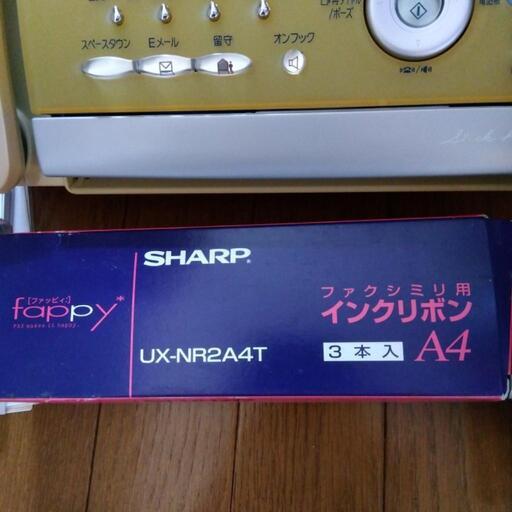 /ポーズ
スペースダウン Eメール 留守 オンフック
SHARP
[ファッピィ:]
fappy*
FAX makes it happy.
ファクシミリ用
インクリボン
UX-NR2A4T
3本入 A4